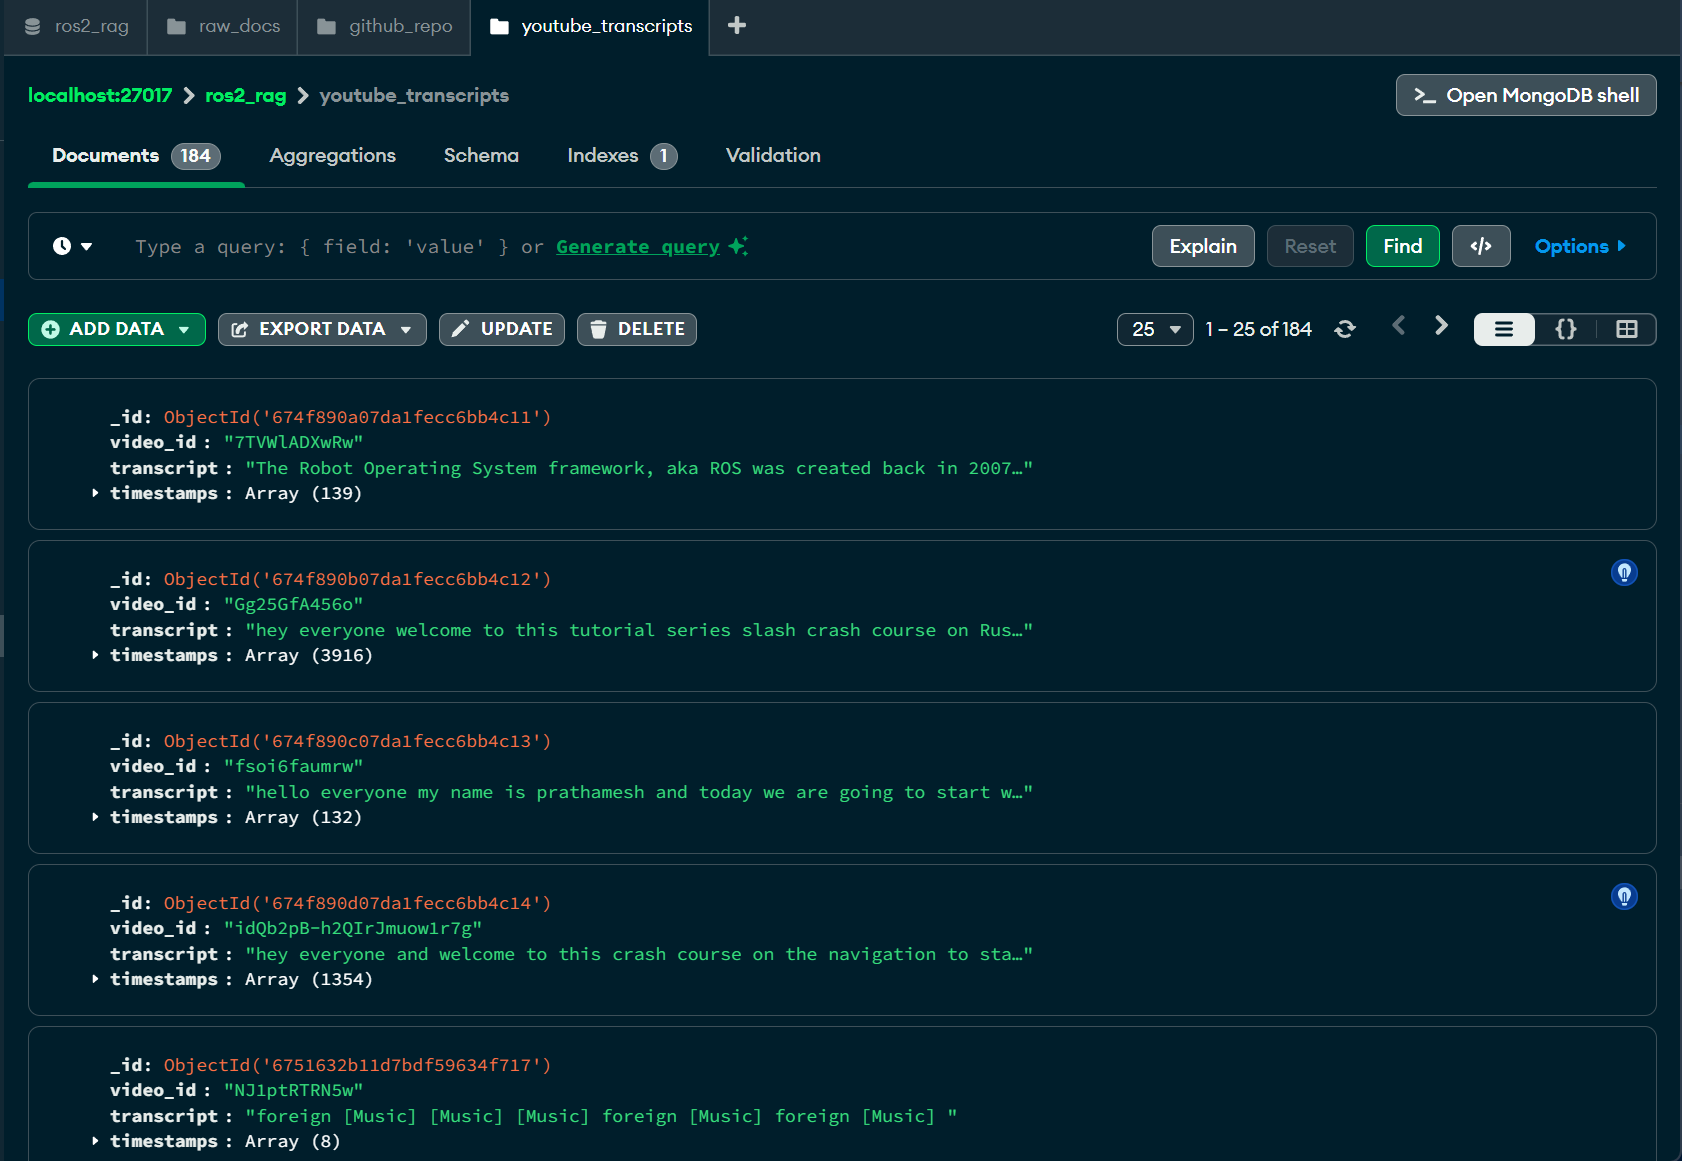 ros2_rag raw_docs github_repo youtube_transcripts +
localhost:27017 > ros2_rag > youtube_transcripts >_ Open MongoDB shell
Documents 184 Aggregations Schema Indexes 1 Validation
Type a query: { field: 'value' } or Generate query Explain Reset Find </> Options
ADD DATA EXPORT DATA UPDATE DELETE 25 1 – 25 of 184 {}
_id: ObjectId('674f890a07da1fecc6bb4c11')
video_id : "7TVWlADXwRw"
transcript : "The Robot Operating System framework, aka ROS was created back in 2007…"
timestamps : Array (139)
_id: ObjectId('674f890b07da1fecc6bb4c12')
video_id : "Gg25GfA456o"
transcript : "hey everyone welcome to this tutorial series slash crash course on Rus…"
timestamps : Array (3916)
_id: ObjectId('674f890c07da1fecc6bb4c13')
video_id : "fsoi6faumrw"
transcript : "hello everyone my name is prathamesh and today we are going to start w…"
timestamps : Array (132)
_id: ObjectId('674f890d07da1fecc6bb4c14')
video_id : "idQb2pB-h2QIrJmuow1r7g"
transcript : "hey everyone and welcome to this crash course on the navigation to sta…"
timestamps : Array (1354)
_id: ObjectId('6751632b11d7bdf59634f717')
video_id : "NJ1ptRTRN5w"
transcript : "foreign [Music] [Music] [Music] foreign [Music] foreign [Music] "
timestamps : Array (8)